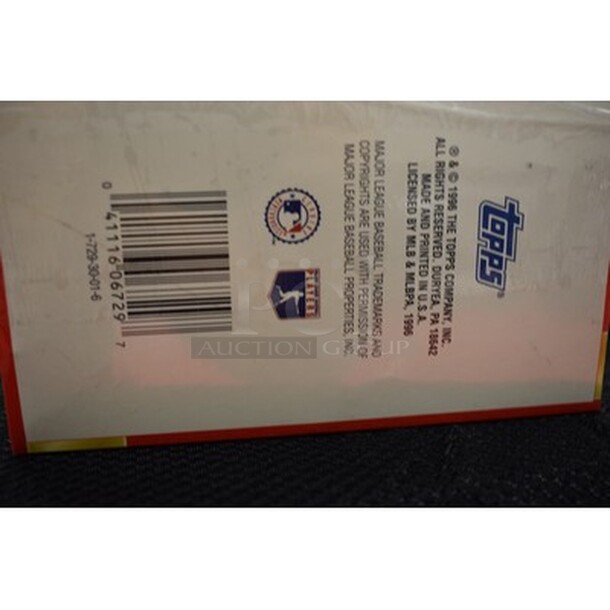 topps®
® & © 1996 THE TOPPS COMPANY, INC.
ALL RIGHTS RESERVED. DURYEA, PA 18642
MADE AND PRINTED IN U.S.A.
LICENSED BY MLB & MLBPA, 1996
MAJOR LEAGUE BASEBALL TRADEMARKS AND
COPYRIGHTS ARE USED WITH PERMISSION OF
MAJOR LEAGUE BASEBALL PROPERTIES, INC.
PLAYERS
0 41116 06729 7
1-729-30-01-6
AUCTION GROUP